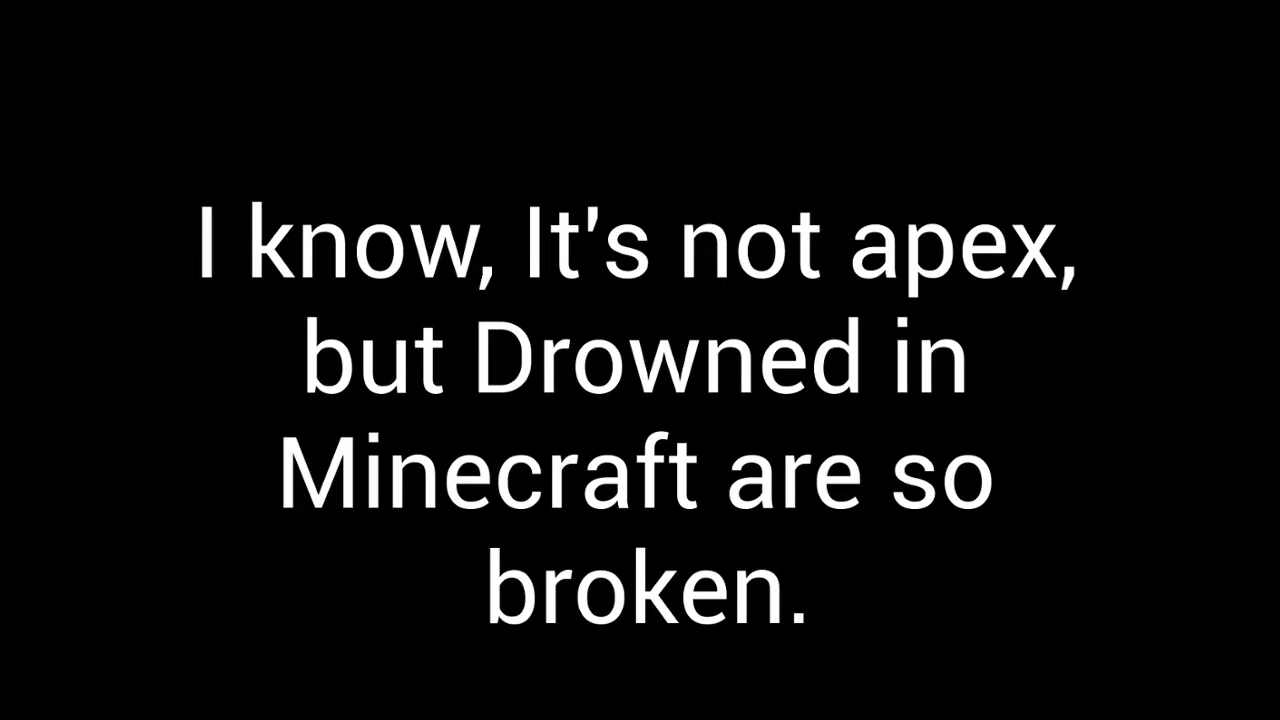 I know, It's not apex,
but Drowned in
Minecraft are so
broken.